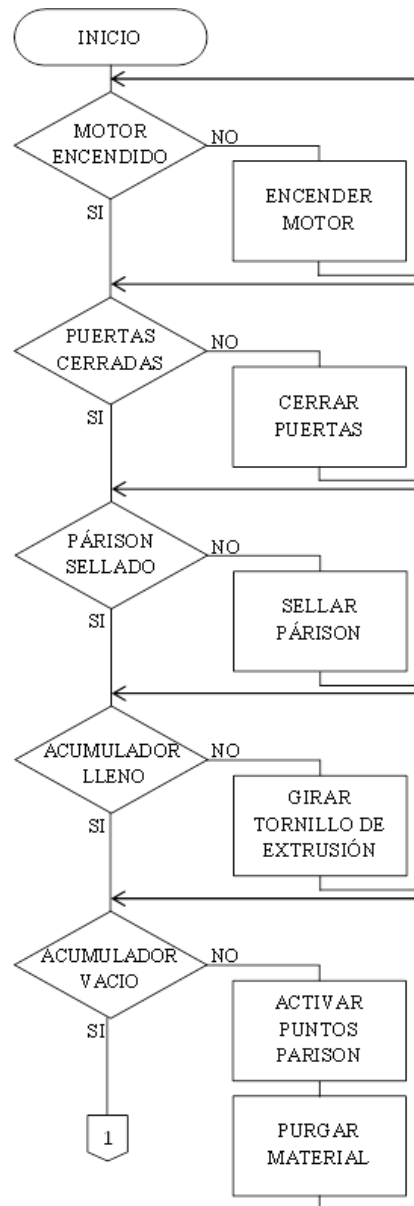 INICIO
MOTOR
ENCENDIDO
NO
SI
ENCENDER
MOTOR
PUERTAS
CERRADAS
NO
SI
CERRAR
PUERTAS
PÁRISON
SELLADO
NO
SI
SELLAR
PÁRISON
ACUMULADOR
LLENO
NO
SI
GIRAR
TORNILLO DE
EXTRUSIÓN
ACUMULADOR
VACIO
NO
SI
ACTIVAR
PUNTOS
PARISON
1
PURGAR
MATERIAL